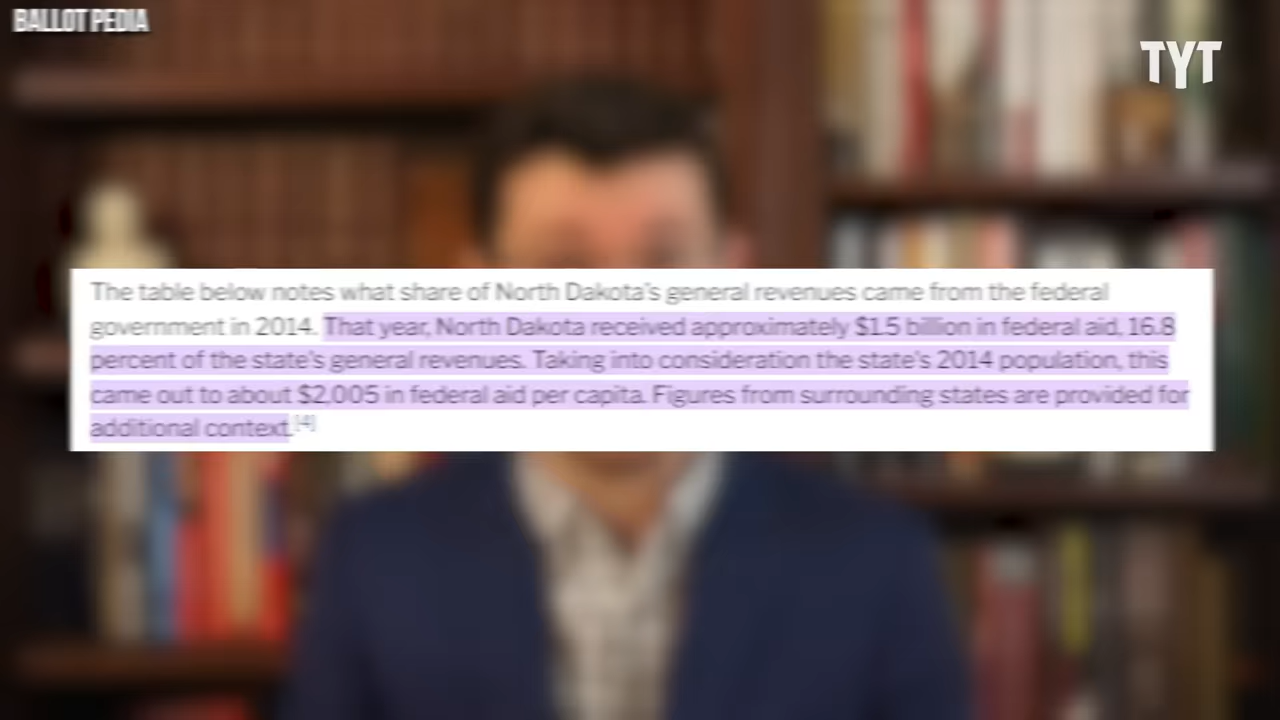 BALLOTPEDIA
TYT
The table below notes what share of North Dakota's general revenues came from the federal
government in 2014. That year, North Dakota received approximately $1.5 billion in federal aid, 16.8
percent of the state's general revenues. Taking into consideration the state's 2014 population, this
came out to about $2,005 in federal aid per capita. Figures from surrounding states are provided for
additional context.[4]